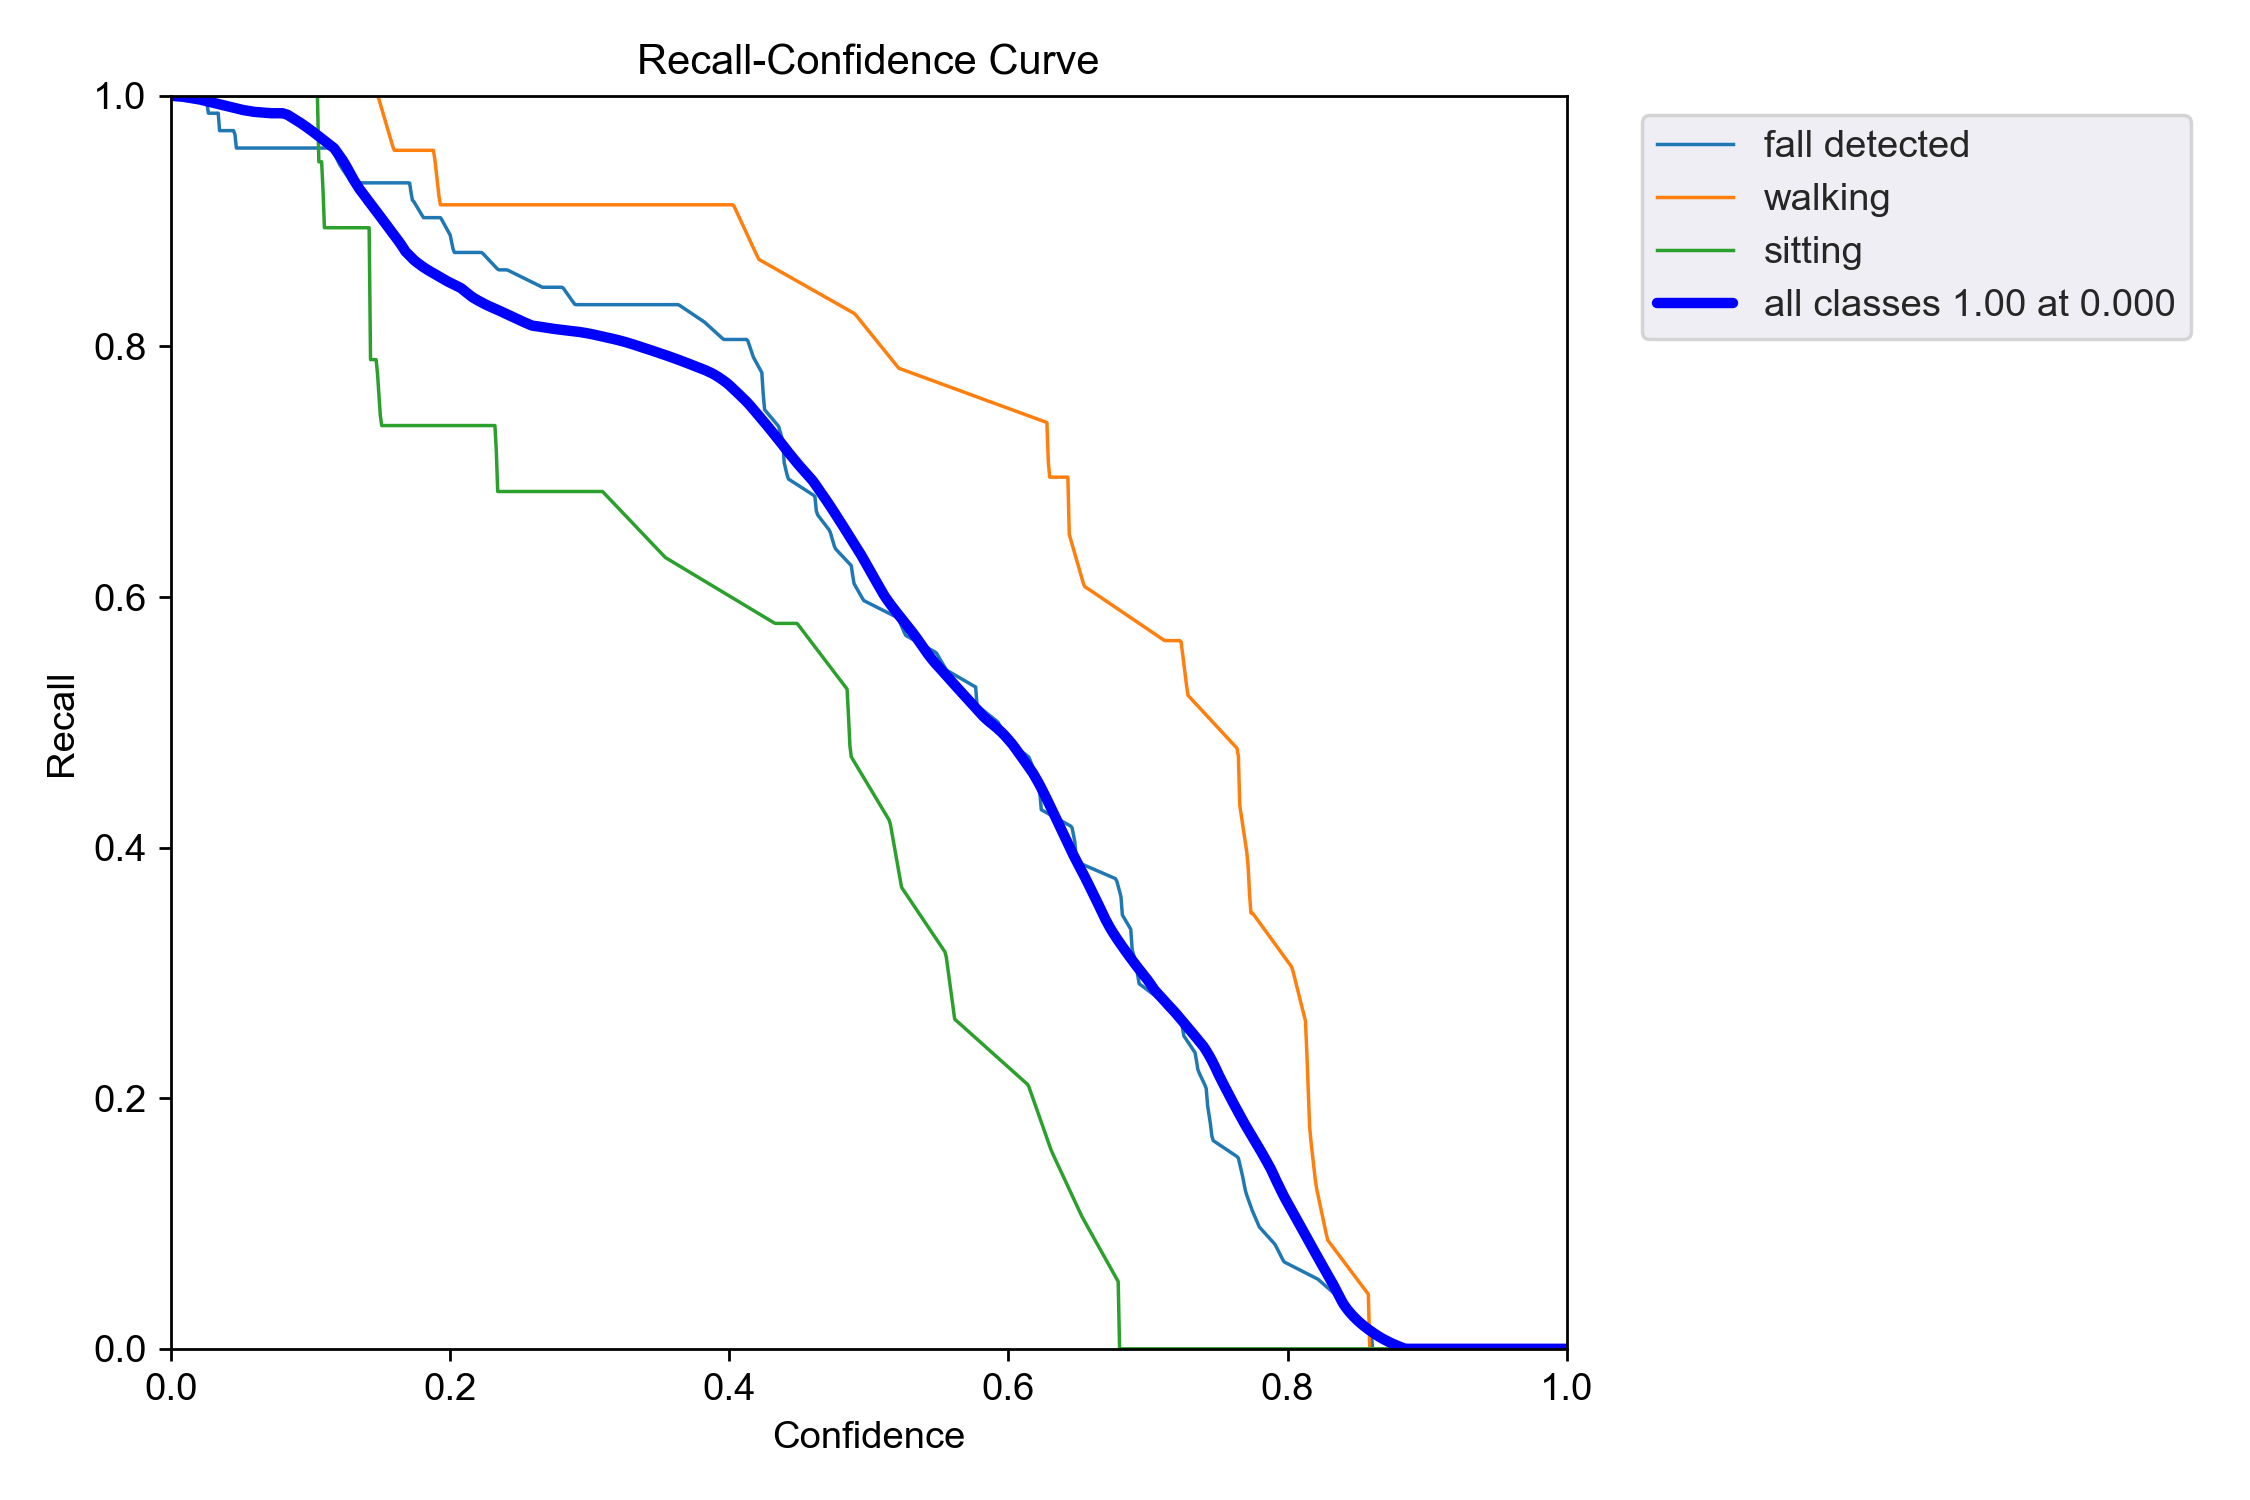 Recall-Confidence Curve
1.0
0.8
0.6
0.4
0.2
0.0
Recall
0.0 0.2 0.4 0.6 0.8 1.0
Confidence
fall detected
walking
sitting
all classes 1.00 at 0.000